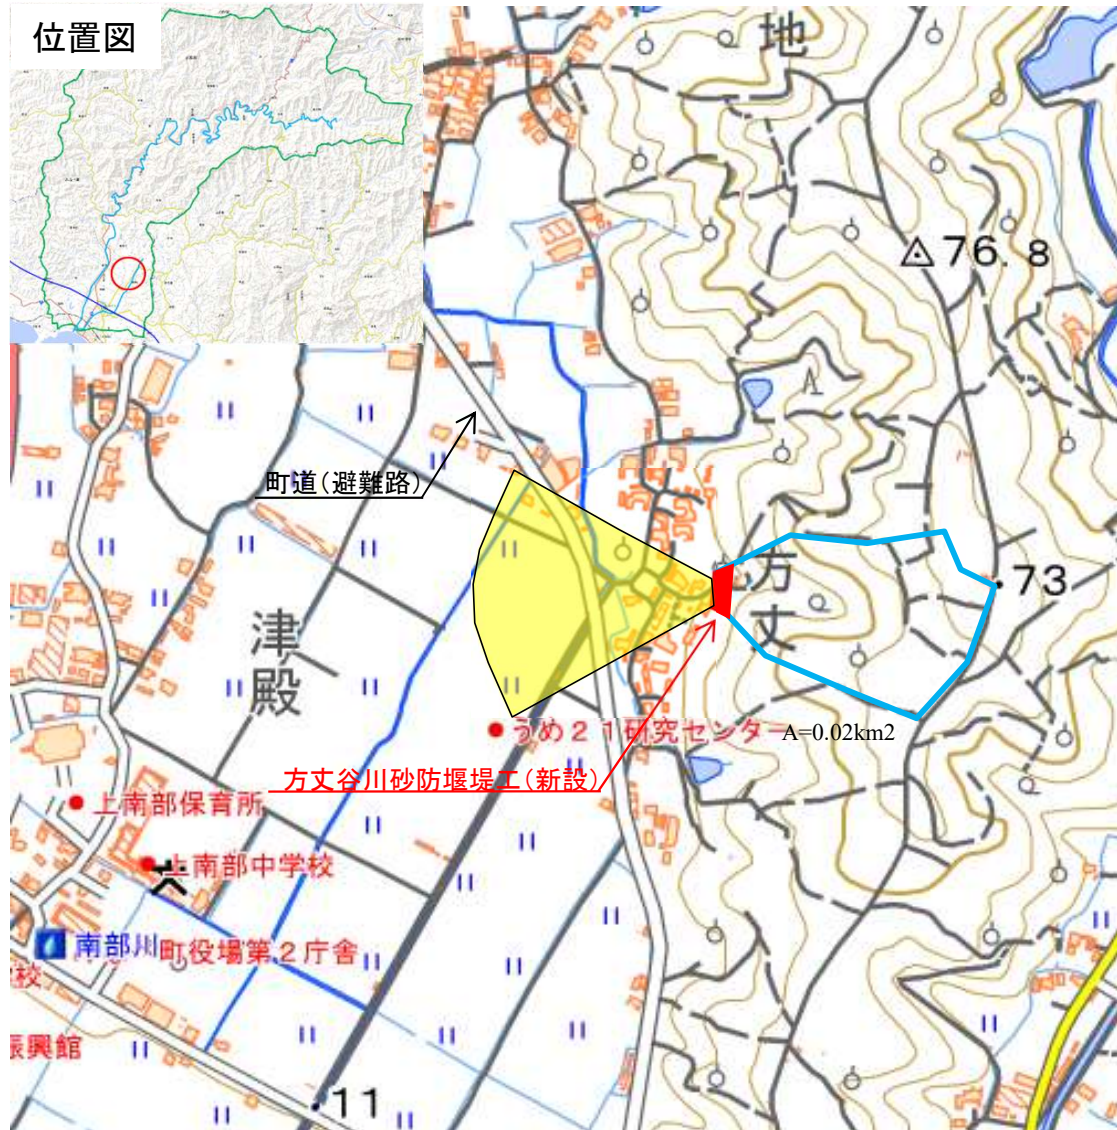 位置図
地
76.8
町道(避難路)
方丈
73
津殿
うめ21研究センター
A=0.02km2
方丈谷川砂防堰堤工(新設)
上南部保育所
上南部中学校
南部川
町役場第2庁舎
校
振興館
11